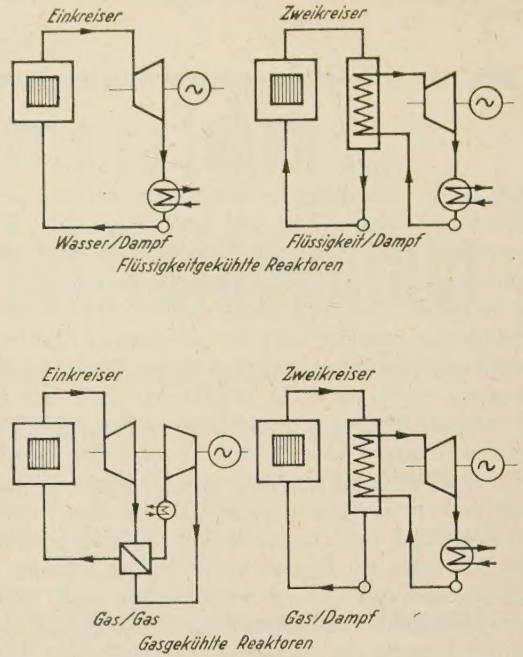 Einkreiser
Zweikreiser
Wasser/Dampf
Flüssigkeit/Dampf
Flüssigkeitgekühlte Reaktoren
Einkreiser
Zweikreiser
Gas/Gas
Gas/Dampf
Gasgekühlte Reaktoren